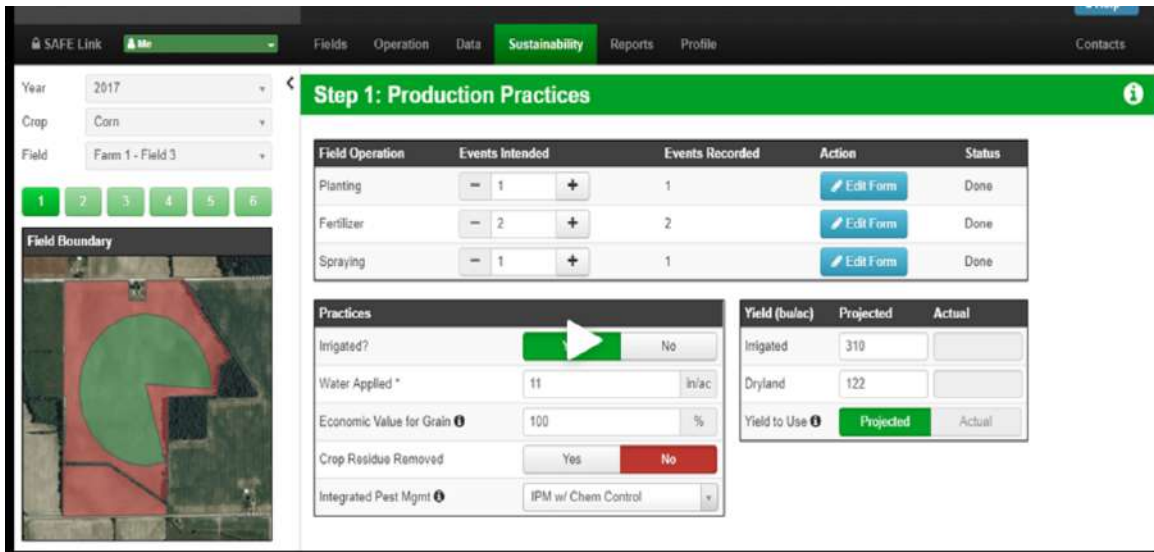 SAFE Link Me Fields Operation Data Sustainability Reports Profile Contacts
Year 2017
Crop Corn
Field Farm 1 - Field 3
1 2 3 4 5 6
Field Boundary
Step 1: Production Practices
Field Operation Events Intended Events Recorded Action Status
Planting - 1 + 1 Edit Form Done
Fertilizer - 2 + 2 Edit Form Done
Spraying - 1 + 1 Edit Form Done
Practices
Irrigated? No
Water Applied * 11 in/ac
Economic Value for Grain 100 %
Crop Residue Removed Yes No
Integrated Pest Mgmt IPM w/ Chem Control
Yield (bu/ac) Projected Actual
Irrigated 310
Dryland 122
Yield to Use Projected Actual